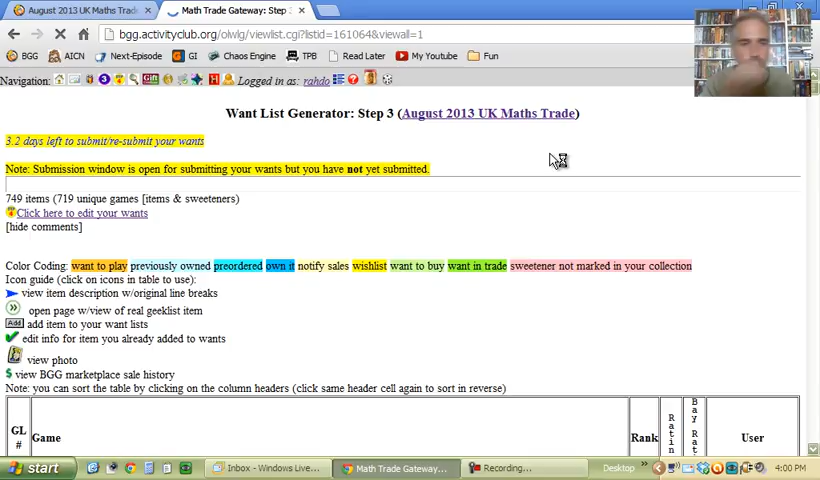 August 2013 UK Maths Trad
Math Trade Gateway: Step 3
bgg.activityclub.org/olwlg/viewlist.cgi?listid=161064&viewall=1
BGG AICN Next-Episode GI Chaos Engine TPB Read Later My Youtube Fun
Navigation: Logged in as: rahdo
Want List Generator: Step 3 (August 2013 UK Maths Trade)
3.2 days left to submit/re-submit your wants
Note: Submission window is open for submitting your wants but you have not yet submitted.
749 items (719 unique games [items & sweeteners)
Click here to edit your wants
[hide comments]
Color Coding: want to play previously owned preordered own it notify sales wishlist want to buy want in trade sweetener not marked in your collection
Icon guide (click on icons in table to use):
view item description w/original line breaks
open page w/view of real geeklist item
Add add item to your want lists
edit info for item you already added to wants
view photo
$ view BGG marketplace sale history
Note: you can sort the table by clicking on the column headers (click same header cell again to sort in reverse)
GL # Game Rank Ratin Bay Rat User
start Inbox - Windows Live... Math Trade Gateway... Recording... Desktop 4:00 PM